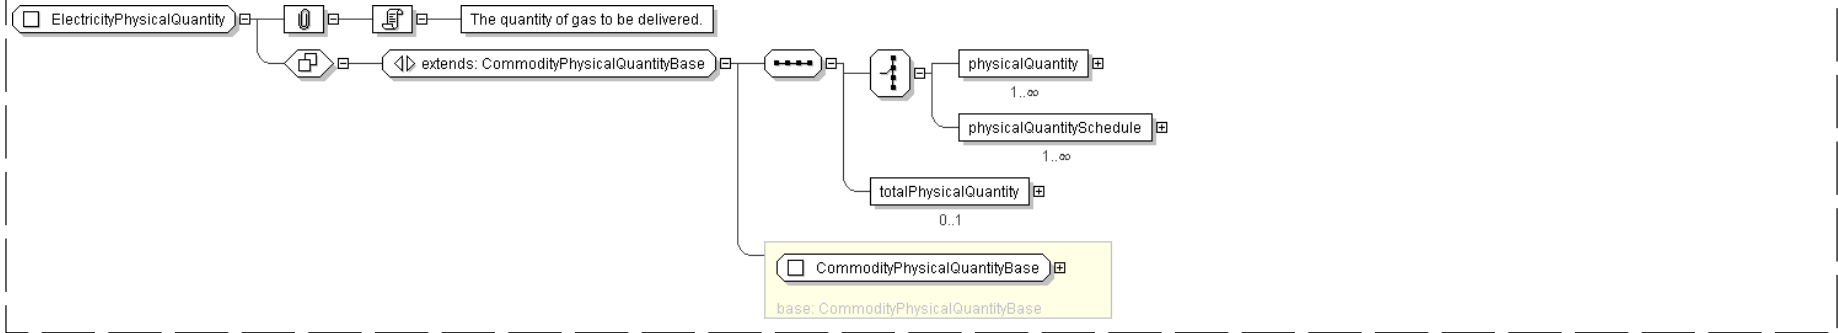 ElectricityPhysicalQuantity
The quantity of gas to be delivered.
extends: CommodityPhysicalQuantityBase
physicalQuantity
1..∞
physicalQuantitySchedule
1..∞
totalPhysicalQuantity
0..1
CommodityPhysicalQuantityBase
base: CommodityPhysicalQuantityBase